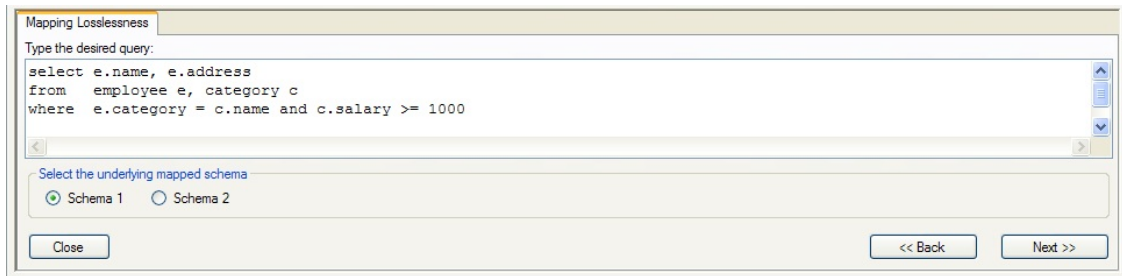 Mapping Losslessness
Type the desired query:
select e.name, e.address
from   employee e, category c
where  e.category = c.name and c.salary >= 1000
Select the underlying mapped schema
Schema 1 Schema 2
Close << Back Next >>